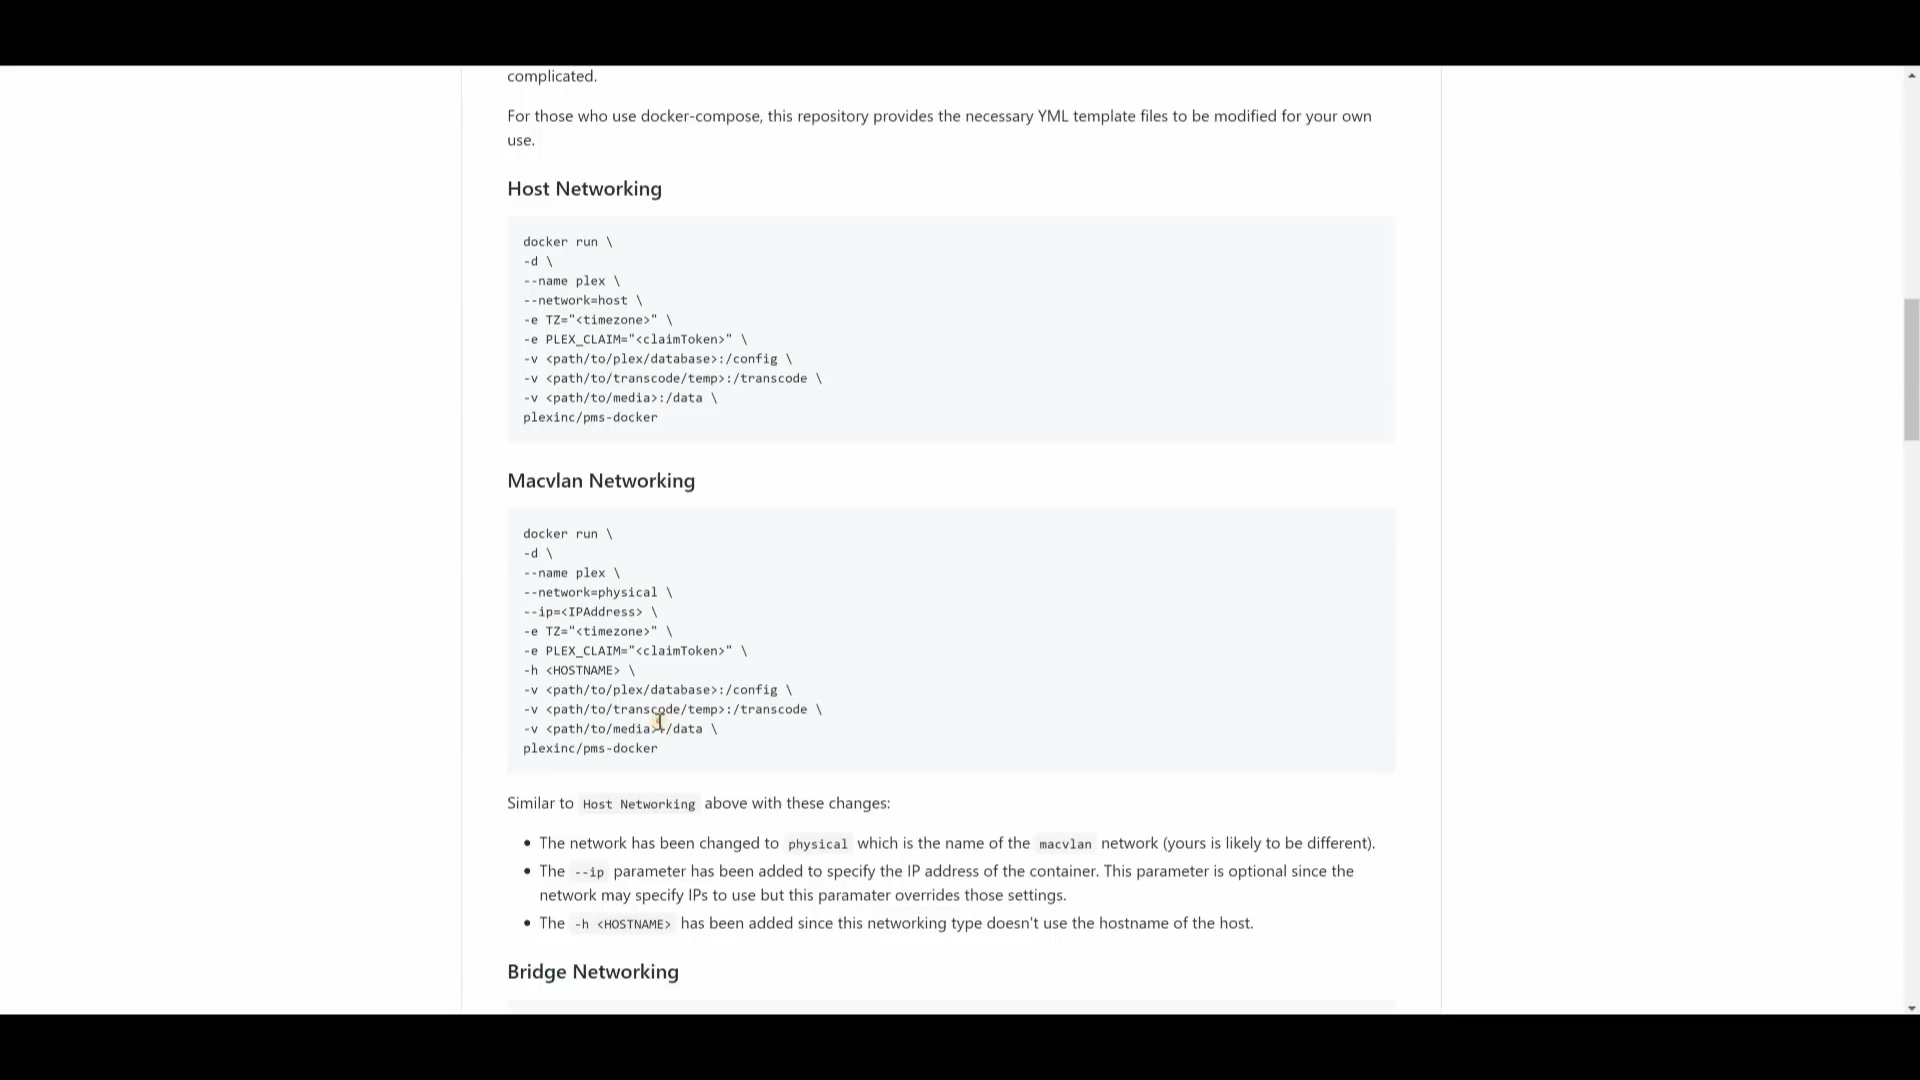 complicated.
For those who use docker-compose, this repository provides the necessary YML template files to be modified for your own
use.
Host Networking
docker run \
-d \
--name plex \
--network=host \
-e TZ="<timezone>" \
-e PLEX_CLAIM="<claimToken>" \
-v <path/to/plex/database>:/config \
-v <path/to/transcode/temp>:/transcode \
-v <path/to/media>:/data \
plexinc/pms-docker
Macvlan Networking
docker run \
-d \
--name plex \
--network=physical \
--ip=<IPAddress> \
-e TZ="<timezone>" \
-e PLEX_CLAIM="<claimToken>" \
-h <HOSTNAME> \
-v <path/to/plex/database>:/config \
-v <path/to/transcode/temp>:/transcode \
-v <path/to/media>:/data \
plexinc/pms-docker
Similar to Host Networking above with these changes:
• The network has been changed to physical which is the name of the macvlan network (yours is likely to be different).
• The --ip parameter has been added to specify the IP address of the container. This parameter is optional since the
network may specify IPs to use but this paramater overrides those settings.
• The -h <HOSTNAME> has been added since this networking type doesn't use the hostname of the host.
Bridge Networking